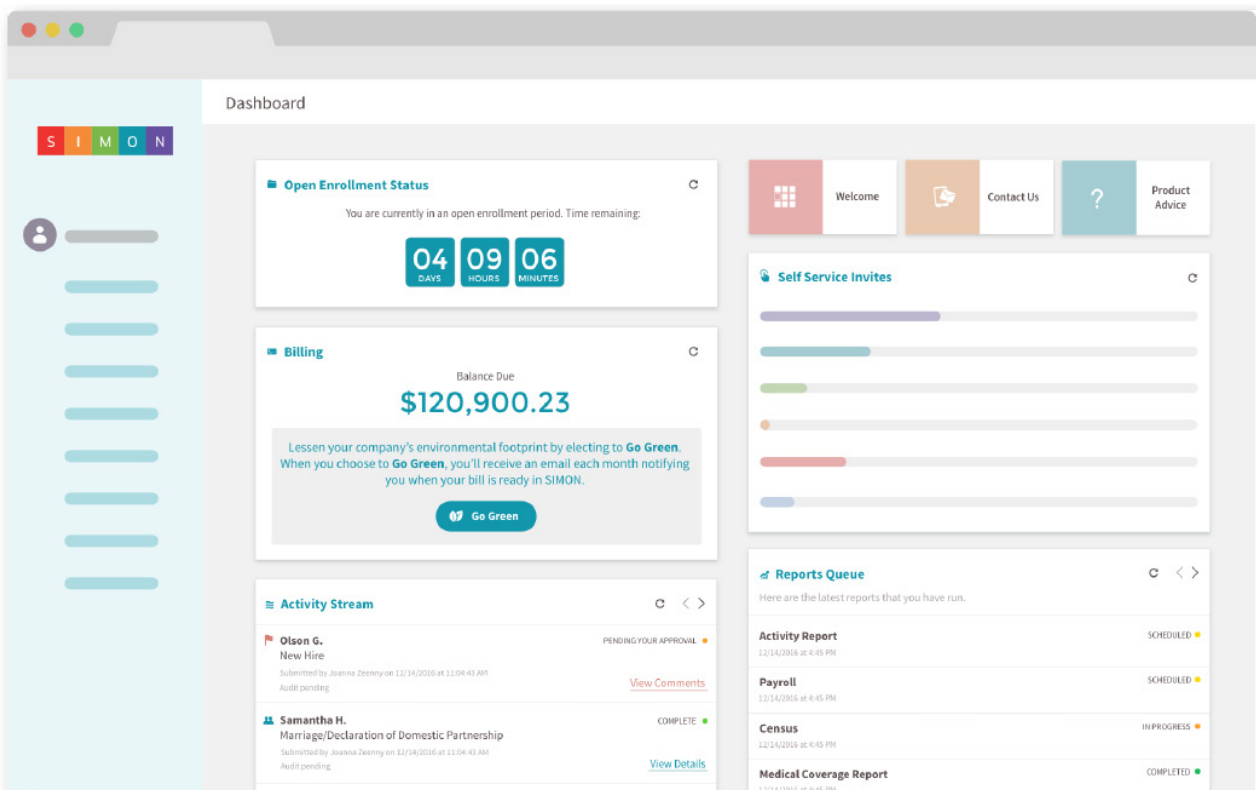 Dashboard
SIMON
Open Enrollment Status
You are currently in an open enrollment period. Time remaining:
04 09 06
DAYS HOURS MINUTES
Billing
Balance Due
$120,900.23
Lessen your company's environmental footprint by electing to Go Green.
When you choose to Go Green, you'll receive an email each month notifying
you when your bill is ready in SIMON.
Go Green
Activity Stream
Olson G.
PENDING YOUR APPROVAL
New Hire
Submitted by Joanna Zeenny on 12/14/2016 at 11:04:43 AM
Audit pending
View Comments
Samantha H.
COMPLETE
Marriage/Declaration of Domestic Partnership
Submitted by Joanna Zeenny on 12/14/2016 at 11:04:43 AM
Audit pending
View Details
Welcome
Contact Us
?
Product
Advice
Self Service Invites
Reports Queue
Here are the latest reports that you have run.
Activity Report
SCHEDULED
12/14/2016 at 4:45 PM
Payroll
SCHEDULED
12/14/2016 at 4:45 PM
Census
IN PROGRESS
12/14/2016 at 4:45 PM
Medical Coverage Report
COMPLETED
12/14/2016 at 4:45 PM